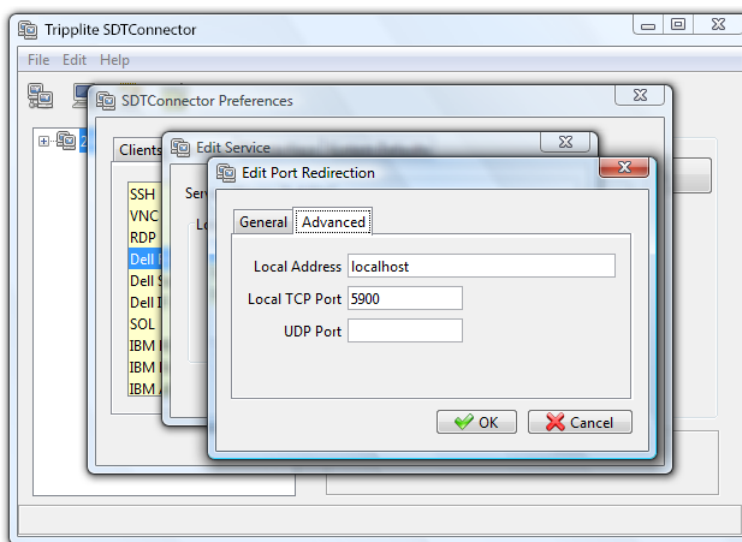 Tripplite SDTConnector
File Edit Help
SDTConnector Preferences
Clients
Edit Service
Edit Port Redirection
General Advanced
Local Address localhost
Local TCP Port 5900
UDP Port
OK Cancel
SSH
VNC
RDP
Dell
Dell
Dell
SOL
IBM
IBM
IBM